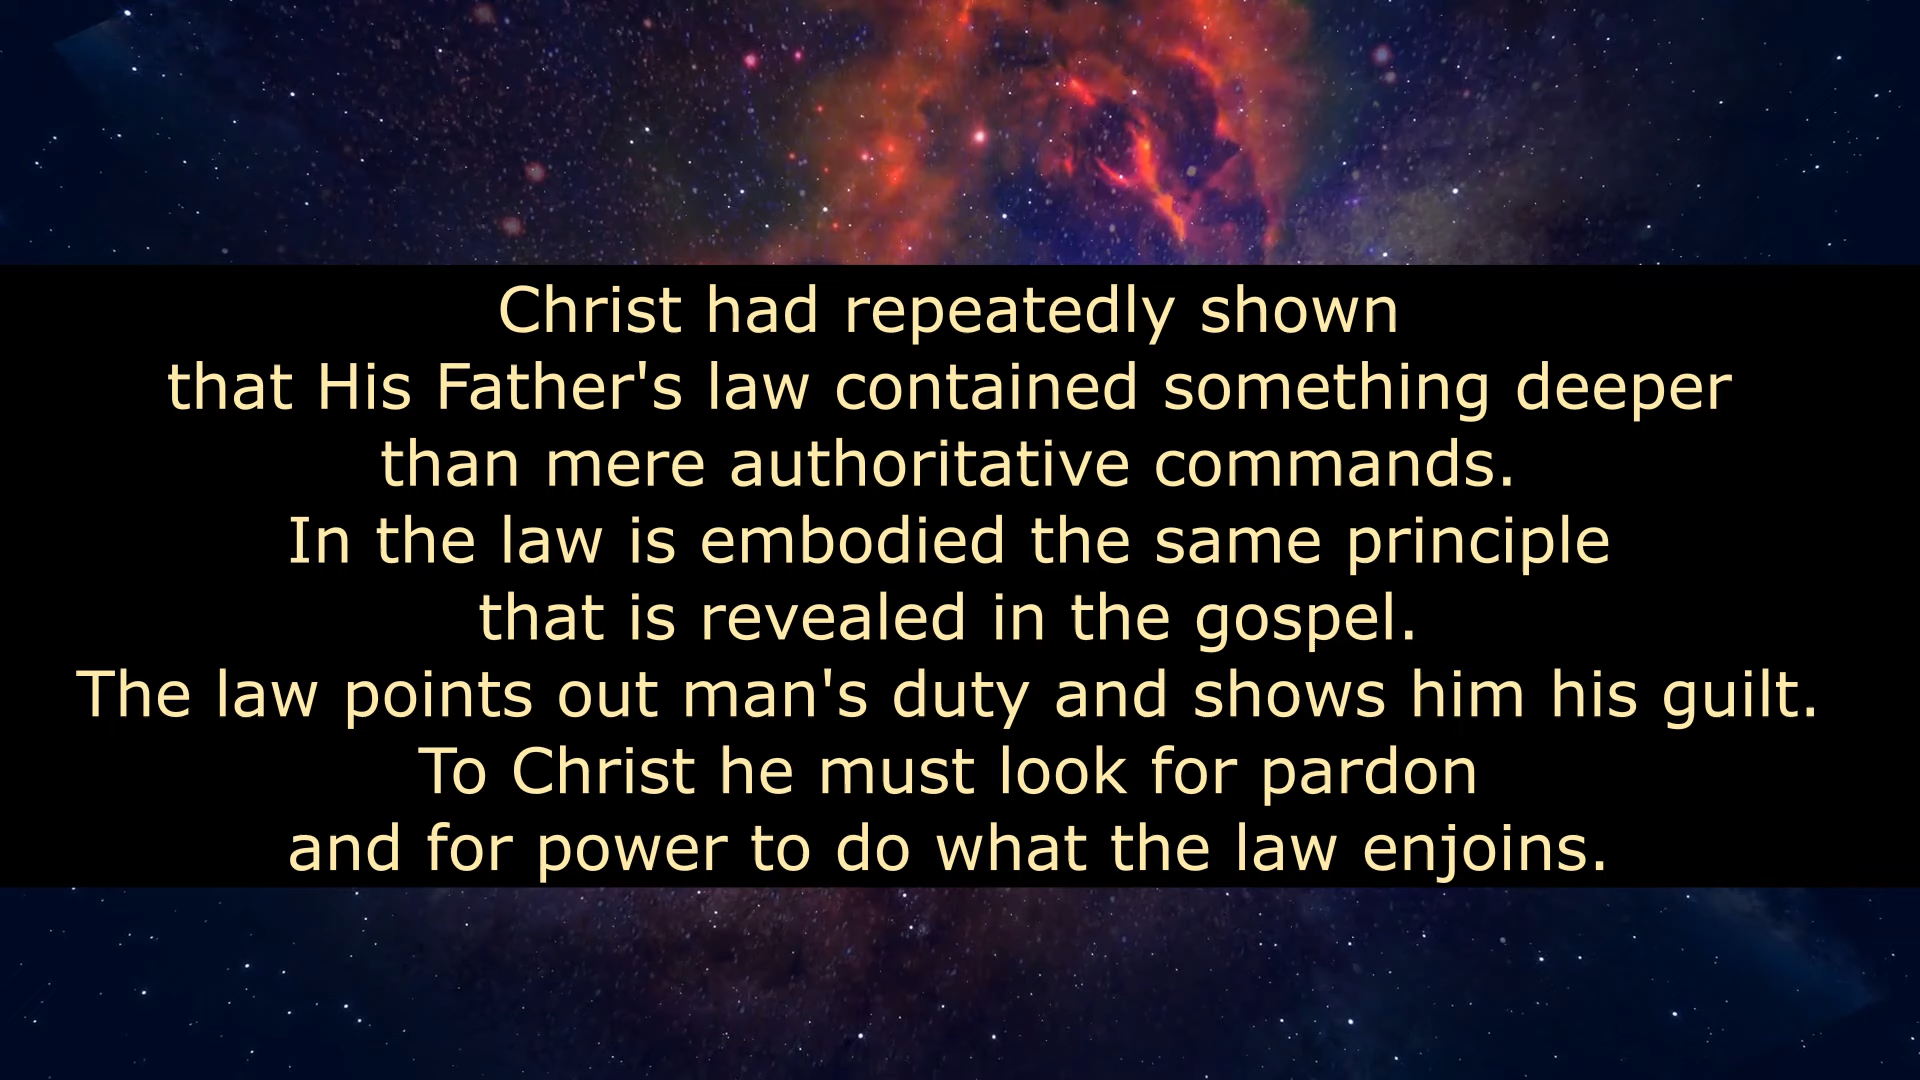 Christ had repeatedly shown
that His Father's law contained something deeper
than mere authoritative commands.
In the law is embodied the same principle
that is revealed in the gospel.
The law points out man's duty and shows him his guilt.
To Christ he must look for pardon
and for power to do what the law enjoins.